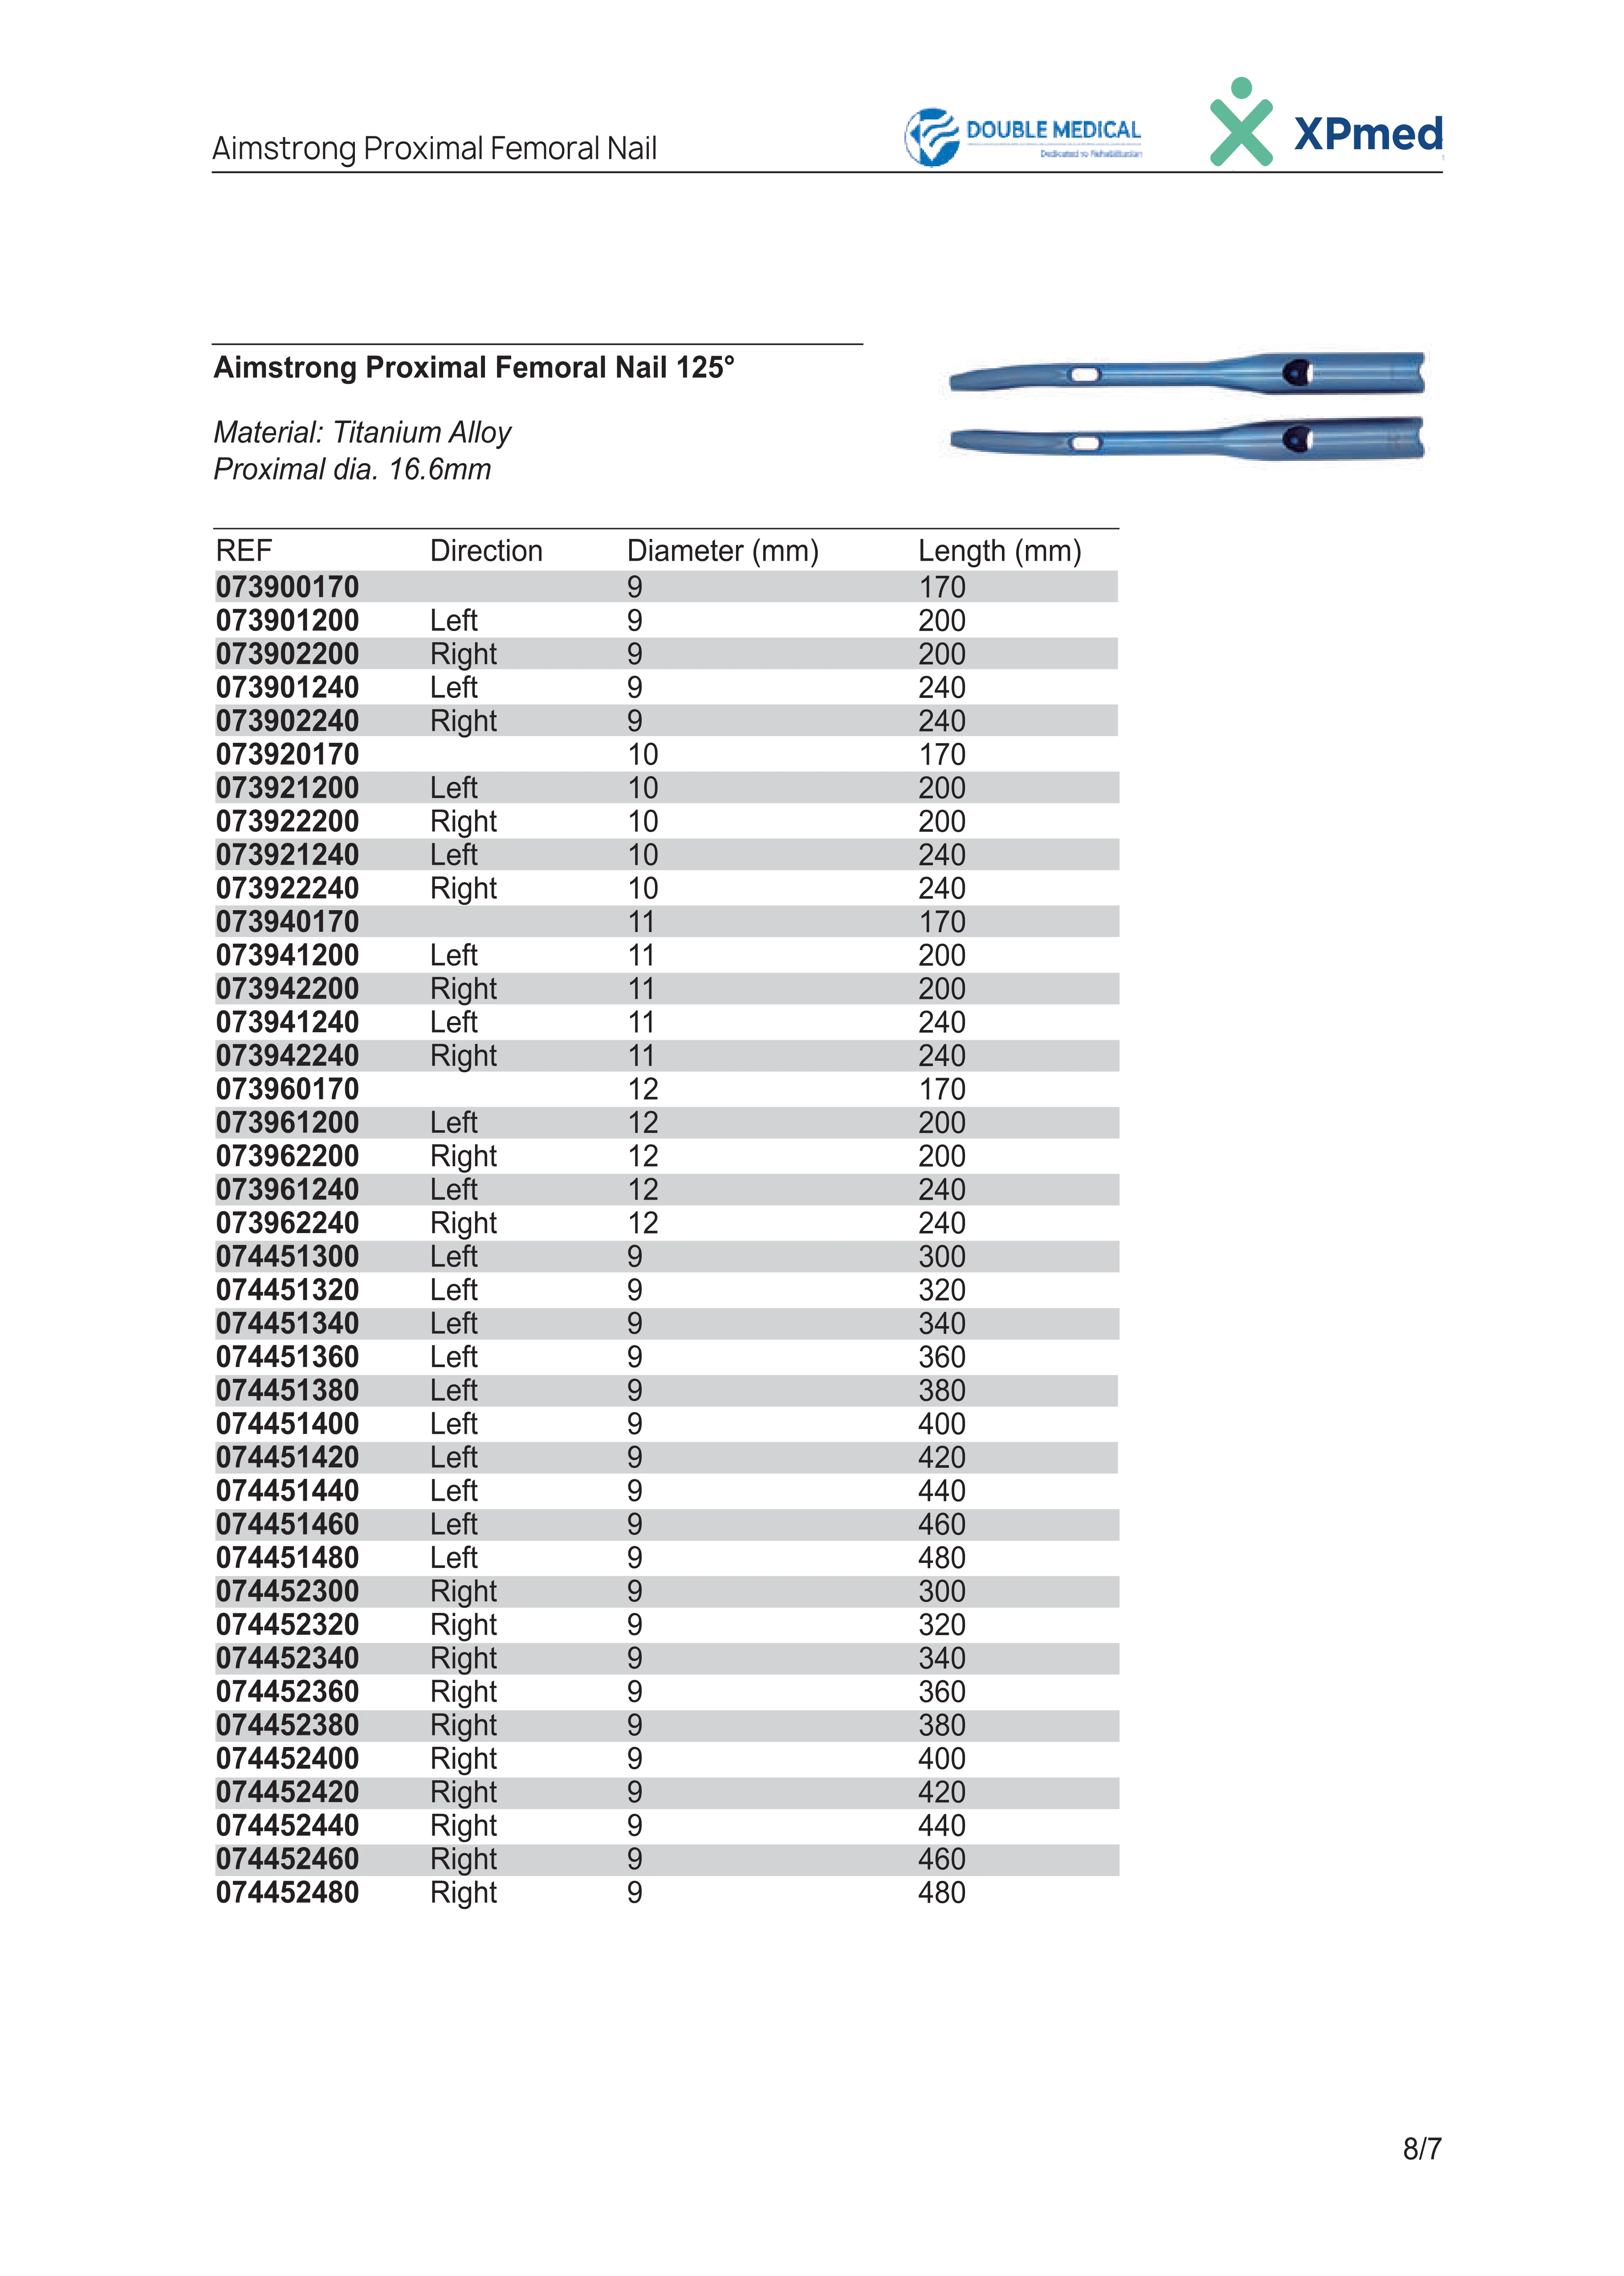 Aimstrong Proximal Femoral Nail
DOUBLE MEDICAL
Dedicated to Rehabilitation
XPmed
Aimstrong Proximal Femoral Nail 125°
Material: Titanium Alloy
Proximal dia. 16.6mm
REF Direction Diameter (mm) Length (mm)
073900170 9 170
073901200 Left 9 200
073902200 Right 9 200
073901240 Left 9 240
073902240 Right 9 240
073920170 10 170
073921200 Left 10 200
073922200 Right 10 200
073921240 Left 10 240
073922240 Right 10 240
073940170 11 170
073941200 Left 11 200
073942200 Right 11 200
073941240 Left 11 240
073942240 Right 11 240
073960170 12 170
073961200 Left 12 200
073962200 Right 12 200
073961240 Left 12 240
073962240 Right 12 240
074451300 Left 9 300
074451320 Left 9 320
074451340 Left 9 340
074451360 Left 9 360
074451380 Left 9 380
074451400 Left 9 400
074451420 Left 9 420
074451440 Left 9 440
074451460 Left 9 460
074451480 Left 9 480
074452300 Right 9 300
074452320 Right 9 320
074452340 Right 9 340
074452360 Right 9 360
074452380 Right 9 380
074452400 Right 9 400
074452420 Right 9 420
074452440 Right 9 440
074452460 Right 9 460
074452480 Right 9 480
8/7